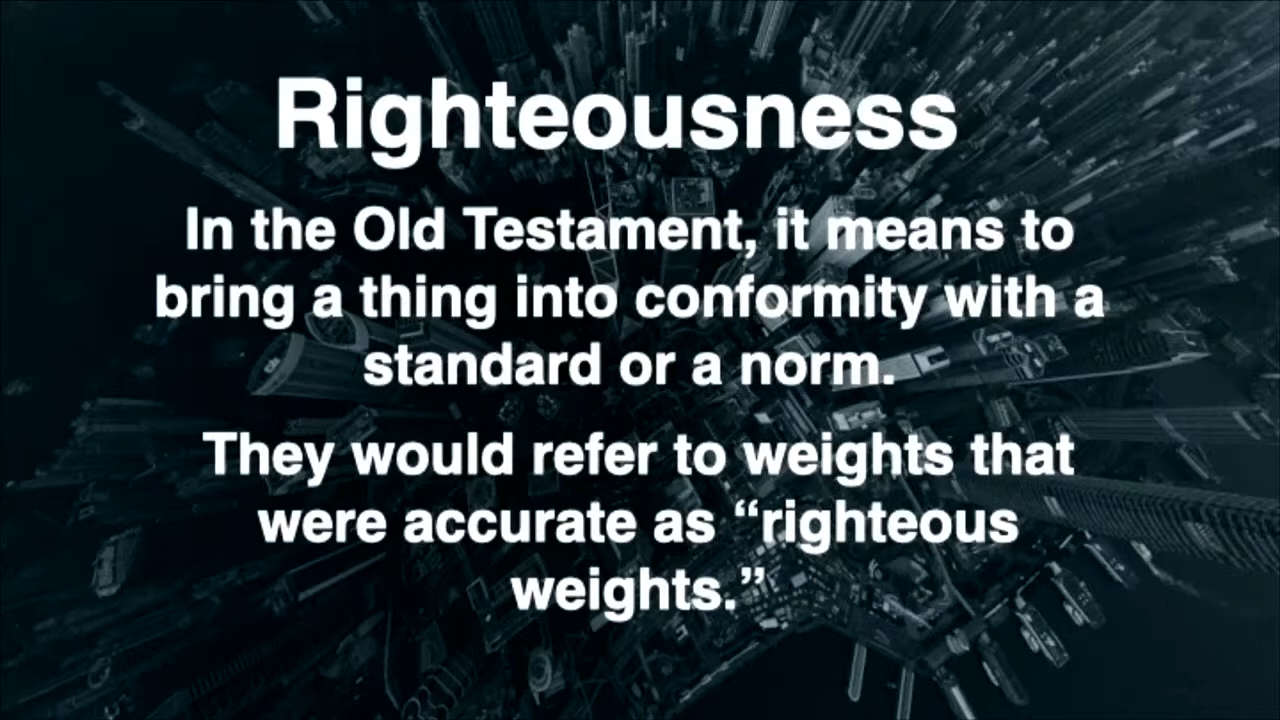 Righteousness
In the Old Testament, it means to
bring a thing into conformity with a
standard or a norm.
They would refer to weights that
were accurate as “righteous
weights.”